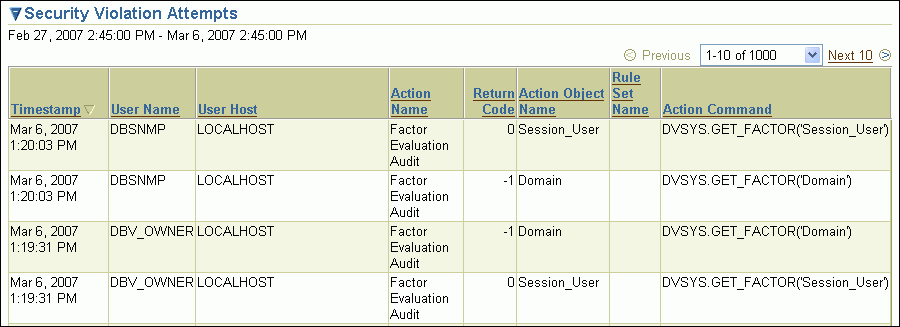 Security Violation Attempts
Feb 27, 2007 2:45:00 PM - Mar 6, 2007 2:45:00 PM
Previous 1-10 of 1000 Next 10
Timestamp User Name User Host Action Name Return Code Action Object Name Rule Set Name Action Command
Mar 6, 2007 1:20:03 PM DBSNMP LOCALHOST Factor Evaluation Audit 0 Session_User DVSYS.GET_FACTOR('Session_User')
Mar 6, 2007 1:20:03 PM DBSNMP LOCALHOST Factor Evaluation Audit -1 Domain DVSYS.GET_FACTOR('Domain')
Mar 6, 2007 1:19:31 PM DBV_OWNER LOCALHOST Factor Evaluation Audit -1 Domain DVSYS.GET_FACTOR('Domain')
Mar 6, 2007 1:19:31 PM DBV_OWNER LOCALHOST Factor Evaluation Audit 0 Session_User DVSYS.GET_FACTOR('Session_User')